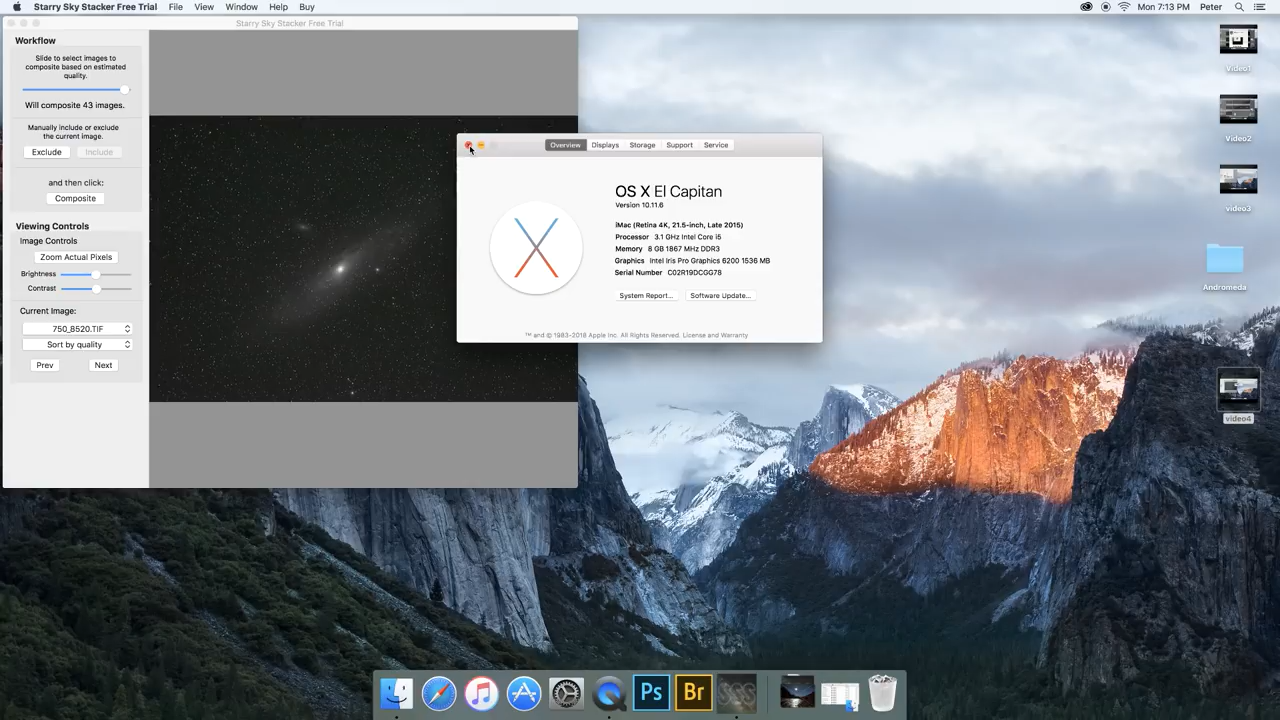 Starry Sky Stacker Free Trial File View Window Help Buy Mon 7:13 PM Peter
Starry Sky Stacker Free Trial
Workflow
Slide to select images to
composite based on estimated
quality.
Will composite 43 images.
Manually include or exclude
the current image.
Exclude Include
and then click:
Composite
Viewing Controls
Image Controls
Zoom Actual Pixels
Brightness
Contrast
Current Image:
750_8520.TIF
Sort by quality
Prev Next
Overview Displays Storage Support Service
OS X El Capitan
Version 10.11.6
iMac (Retina 4K, 21.5-inch, Late 2015)
Processor 3.1 GHz Intel Core i5
Memory 8 GB 1867 MHz DDR3
Graphics Intel Iris Pro Graphics 6200 1536 MB
Serial Number C02R19DCGG78
System Report... Software Update...
™ and © 1983-2016 Apple Inc. All Rights Reserved. License and Warranty
Video1
Video2
video3
Andromeda
video4
Ps Br